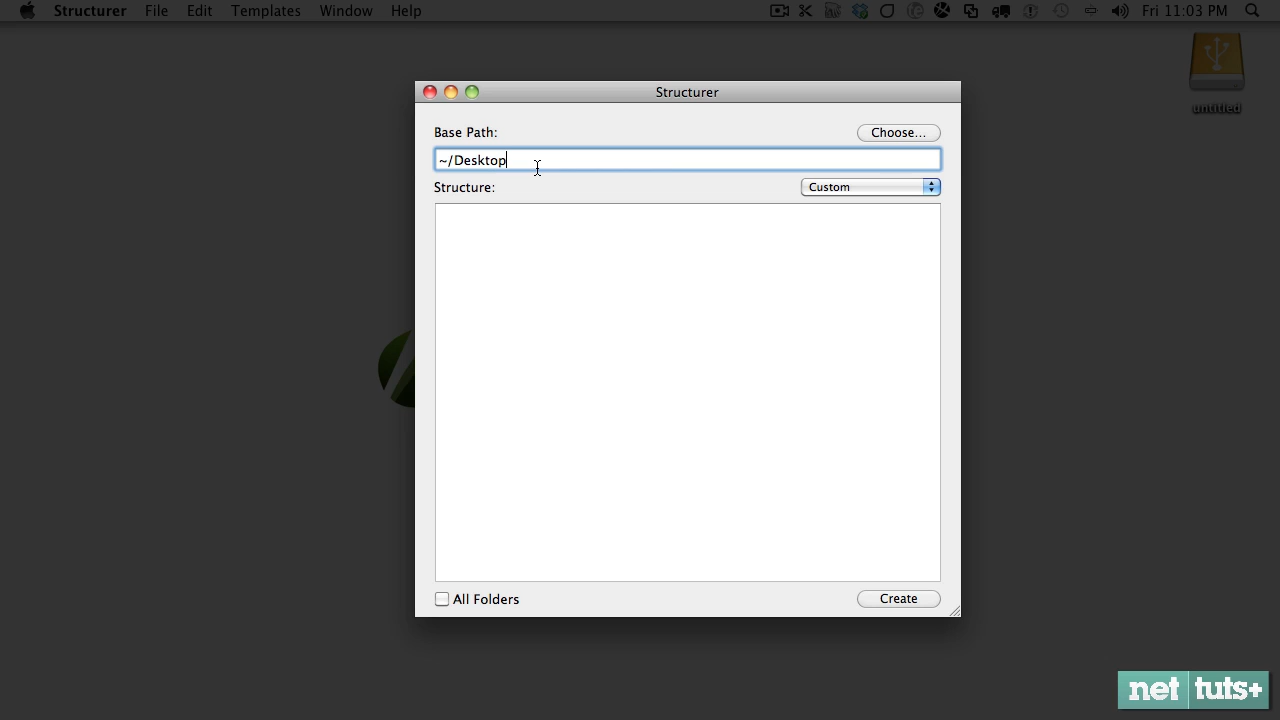 Structurer File Edit Templates Window Help Fri 11:03 PM
untitled
Structurer
Base Path: Choose...
~/Desktop
Structure: Custom
All Folders Create
net tuts+